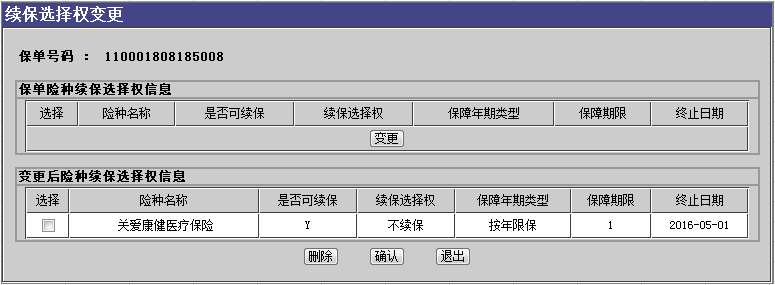 续保选择权变更
保单号码 ： 110001808185008
保单险种续保选择权信息
选择 险种名称 是否可续保 续保选择权 保障年期类型 保障期限 终止日期
变更
变更后险种续保选择权信息
选择 险种名称 是否可续保 续保选择权 保障年期类型 保障期限 终止日期
关爱康健医疗保险 Y 不续保 按年限保 1 2016-05-01
删除 确认 退出